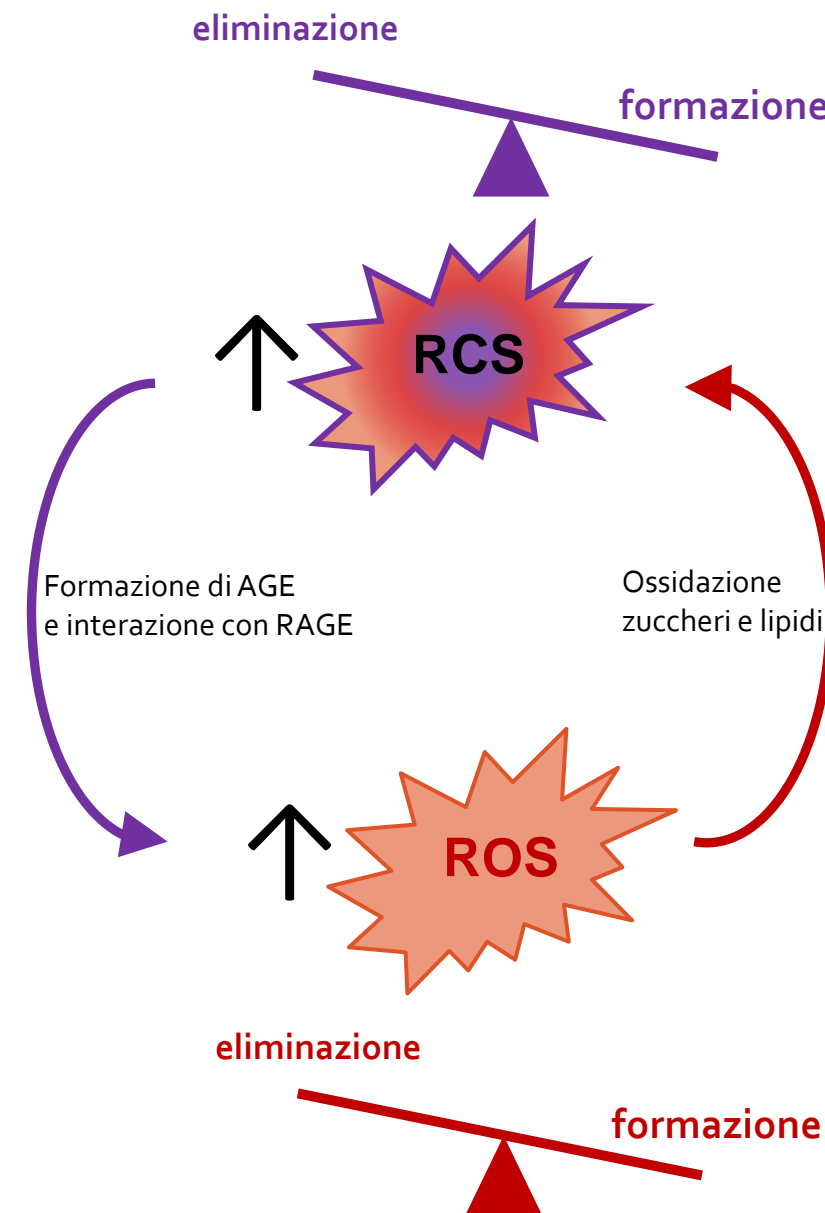 eliminazione
formazione
RCS
Formazione di AGE
e interazione con RAGE
Ossidazione
zuccheri e lipidi
ROS
eliminazione
formazione